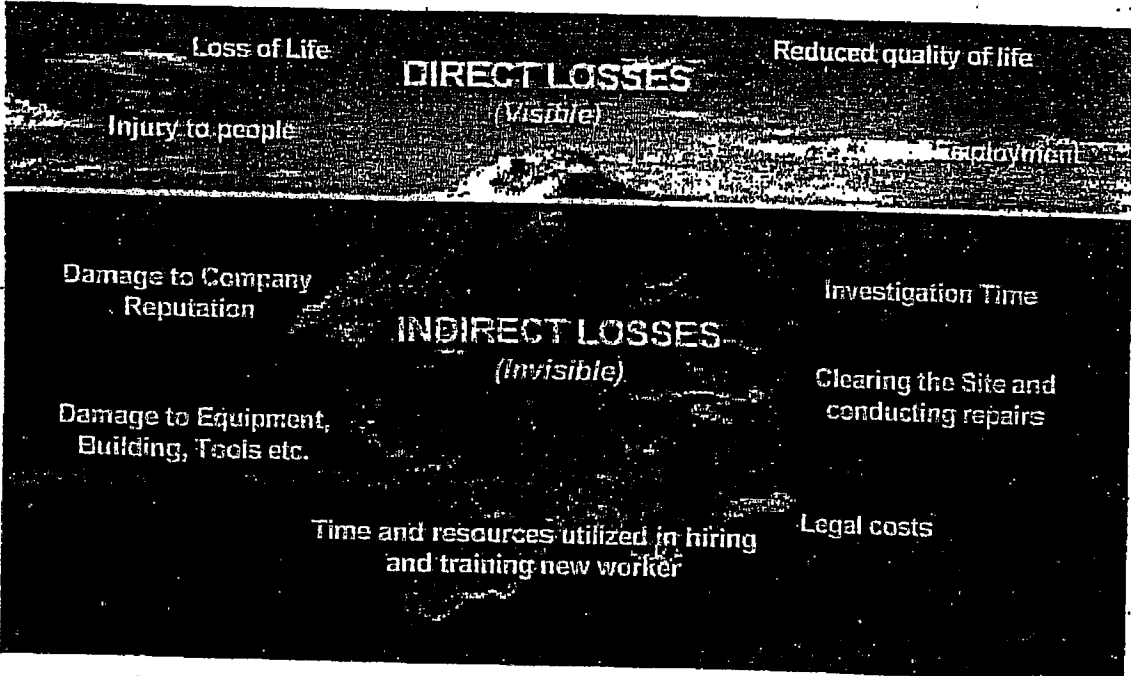 Loss of Life
DIRECT LOSSES
(Visible)
Reduced quality of life
Injury to people
Employment
Damage to Company
Reputation
INDIRECT LOSSES
(Invisible)
Investigation Time
Clearing the Site and
conducting repairs
Damage to Equipment,
Building, Tools etc.
Time and resources utilized in hiring
and training new worker
Legal costs